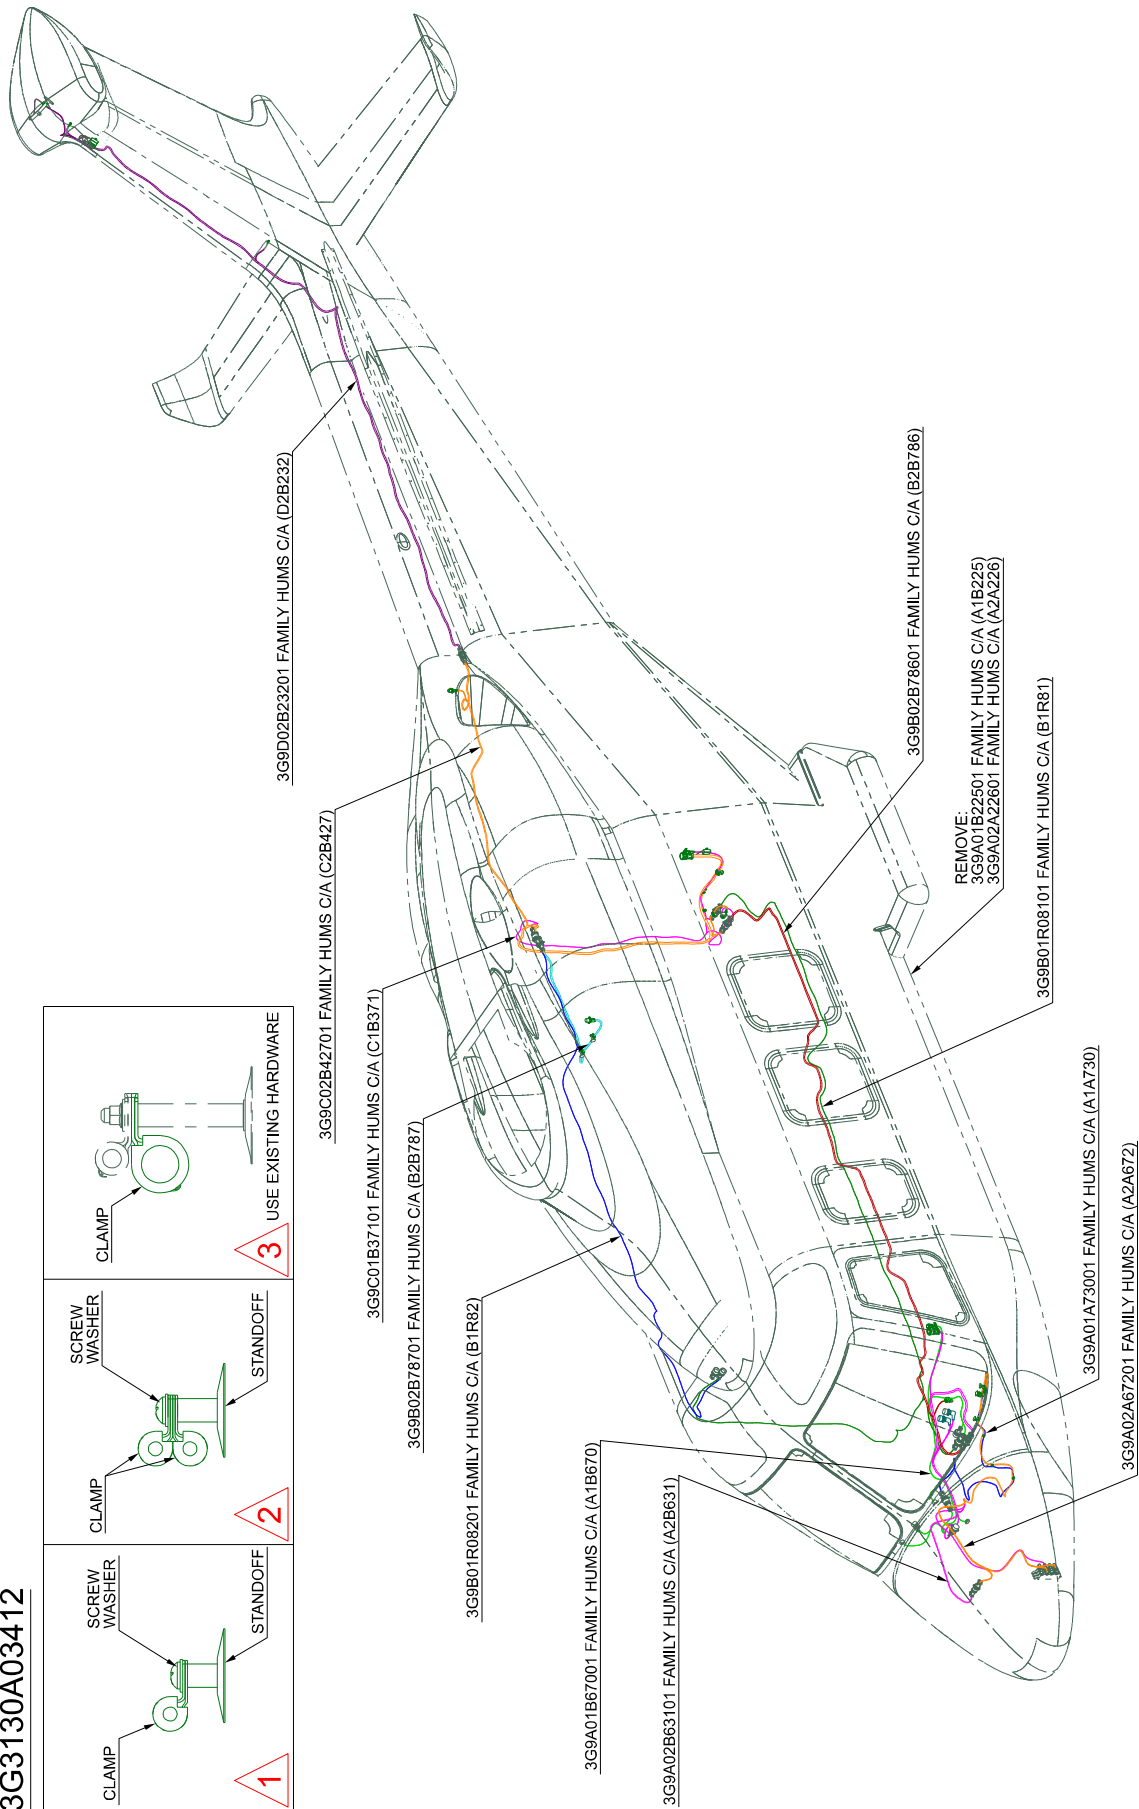 3G3130A03412
CLAMP
SCREW
WASHER
STANDOFF
1
CLAMP
SCREW
WASHER
STANDOFF
2
CLAMP
USE EXISTING HARDWARE
3
3G9D02B23201 FAMILY HUMS C/A (D2B232)
3G9C02B42701 FAMILY HUMS C/A (C2B427)
3G9C01B37101 FAMILY HUMS C/A (C1B371)
3G9B02B78701 FAMILY HUMS C/A (B2B787)
3G9B01R08201 FAMILY HUMS C/A (B1R82)
3G9A01B67001 FAMILY HUMS C/A (A1B670)
3G9A02B63101 FAMILY HUMS C/A (A2B631)
3G9B02B78601 FAMILY HUMS C/A (B2B786)
REMOVE:
3G9A01B22501 FAMILY HUMS C/A (A1B225)
3G9A02A22601 FAMILY HUMS C/A (A2A226)
3G9B01R08101 FAMILY HUMS C/A (B1R81)
3G9A01A73001 FAMILY HUMS C/A (A1A730)
3G9A02A67201 FAMILY HUMS C/A (A2A672)